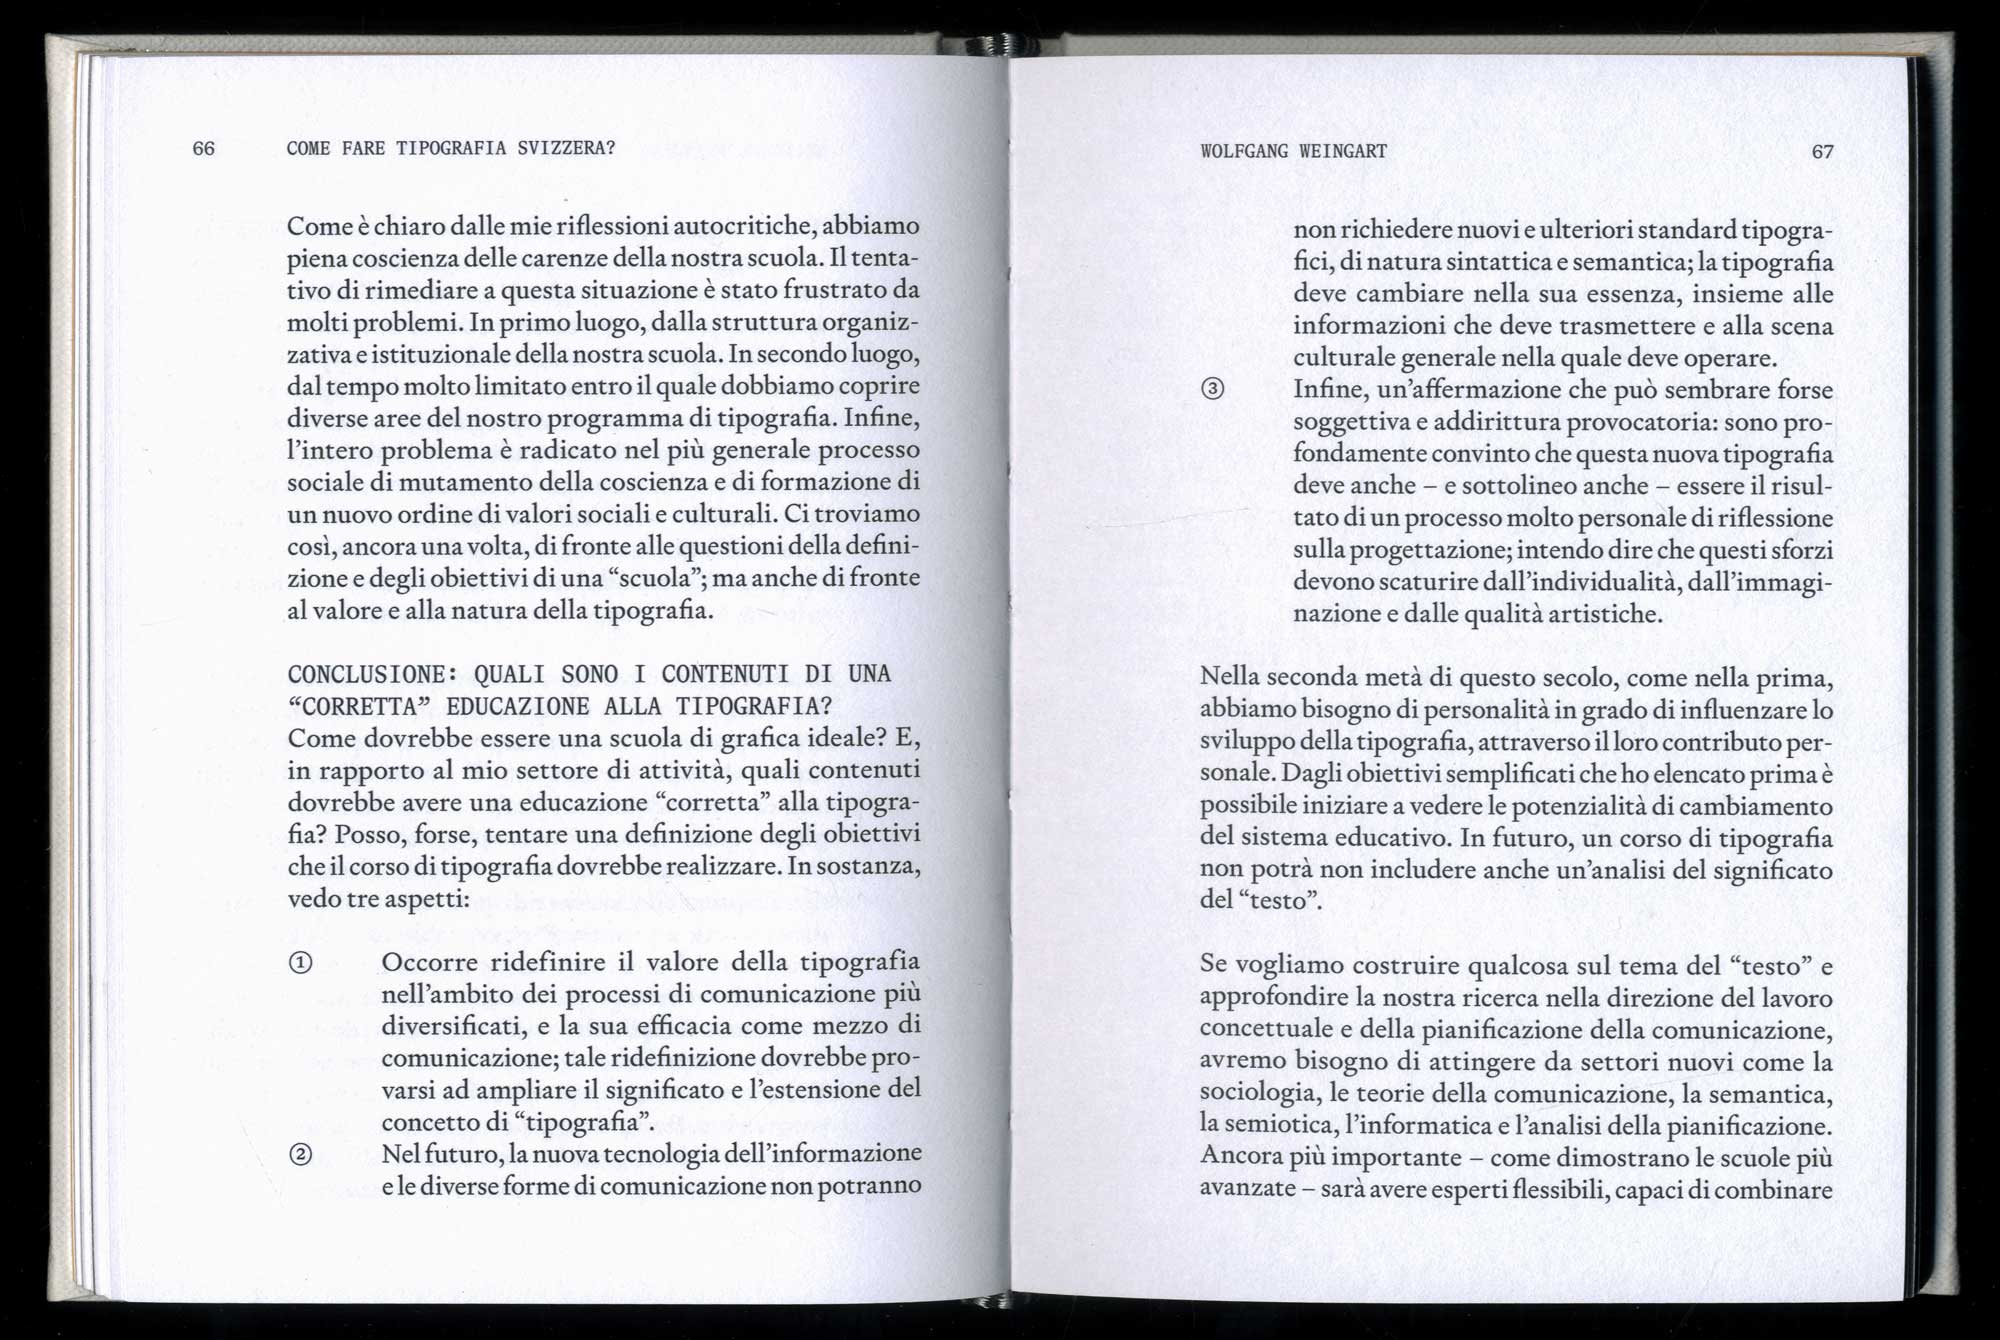 66 COME FARE TIPOGRAFIA SVIZZERA?
Come è chiaro dalle mie riflessioni autocritiche, abbiamo
piena coscienza delle carenze della nostra scuola. Il tenta-
tivo di rimediare a questa situazione è stato frustrato da
molti problemi. In primo luogo, dalla struttura organiz-
zativa e istituzionale della nostra scuola. In secondo luogo,
dal tempo molto limitato entro il quale dobbiamo coprire
diverse aree del nostro programma di tipografia. Infine,
l’intero problema è radicato nel più generale processo
sociale di mutamento della coscienza e di formazione di
un nuovo ordine di valori sociali e culturali. Ci troviamo
così, ancora una volta, di fronte alle questioni della defini-
zione e degli obiettivi di una “scuola”; ma anche di fronte
al valore e alla natura della tipografia.
CONCLUSIONE: QUALI SONO I CONTENUTI DI UNA
“CORRETTA” EDUCAZIONE ALLA TIPOGRAFIA?
Come dovrebbe essere una scuola di grafica ideale? E,
in rapporto al mio settore di attività, quali contenuti
dovrebbe avere una educazione “corretta” alla tipogra-
fia? Posso, forse, tentare una definizione degli obiettivi
che il corso di tipografia dovrebbe realizzare. In sostanza,
vedo tre aspetti:
① Occorre ridefinire il valore della tipografia
nell’ambito dei processi di comunicazione più
diversificati, e la sua efficacia come mezzo di
comunicazione; tale ridefinizione dovrebbe pro-
varsi ad ampliare il significato e l’estensione del
concetto di “tipografia”.
② Nel futuro, la nuova tecnologia dell’informazione
e le diverse forme di comunicazione non potranno
WOLFGANG WEINGART 67
non richiedere nuovi e ulteriori standard tipogra-
fici, di natura sintattica e semantica; la tipografia
deve cambiare nella sua essenza, insieme alle
informazioni che deve trasmettere e alla scena
culturale generale nella quale deve operare.
③ Infine, un’affermazione che può sembrare forse
soggettiva e addirittura provocatoria: sono pro-
fondamente convinto che questa nuova tipografia
deve anche – e sottolineo anche – essere il risul-
tato di un processo molto personale di riflessione
sulla progettazione; intendo dire che questi sforzi
devono scaturire dall’individualità, dall’immagi-
nazione e dalle qualità artistiche.
Nella seconda metà di questo secolo, come nella prima,
abbiamo bisogno di personalità in grado di influenzare lo
sviluppo della tipografia, attraverso il loro contributo per-
sonale. Dagli obiettivi semplificati che ho elencato prima è
possibile iniziare a vedere le potenzialità di cambiamento
del sistema educativo. In futuro, un corso di tipografia
non potrà non includere anche un’analisi del significato
del “testo”.
Se vogliamo costruire qualcosa sul tema del “testo” e
approfondire la nostra ricerca nella direzione del lavoro
concettuale e della pianificazione della comunicazione,
avremo bisogno di attingere da settori nuovi come la
sociologia, le teorie della comunicazione, la semantica,
la semiotica, l’informatica e l’analisi della pianificazione.
Ancora più importante – come dimostrano le scuole più
avanzate – sarà avere esperti flessibili, capaci di combinare